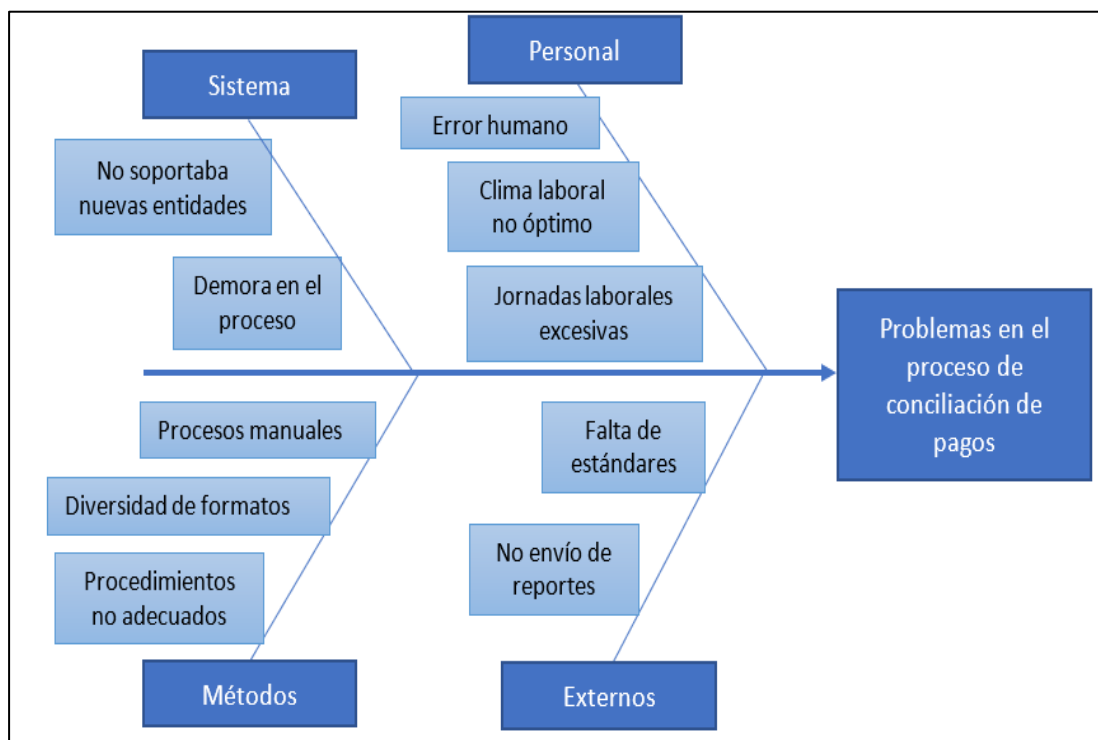 Sistema
Personal
No soportaba
nuevas entidades
Demora en el
proceso
Error humano
Clima laboral
no óptimo
Jornadas laborales
excesivas
Problemas en el
proceso de
conciliación de
pagos
Procesos manuales
Diversidad de formatos
Procedimientos
no adecuados
Falta de
estándares
No envío de
reportes
Métodos
Externos